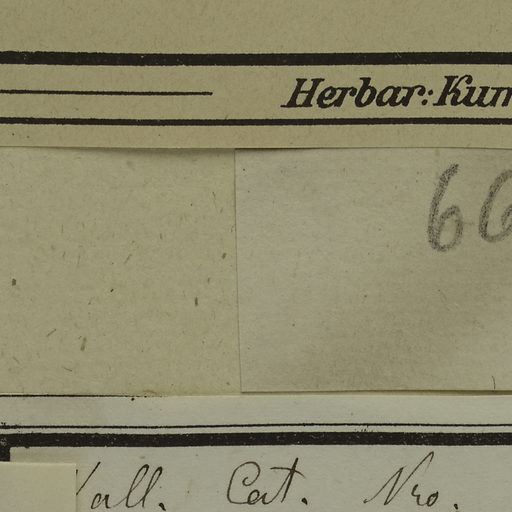 Herbar: Kun
66
Wall. Cat. Nro.